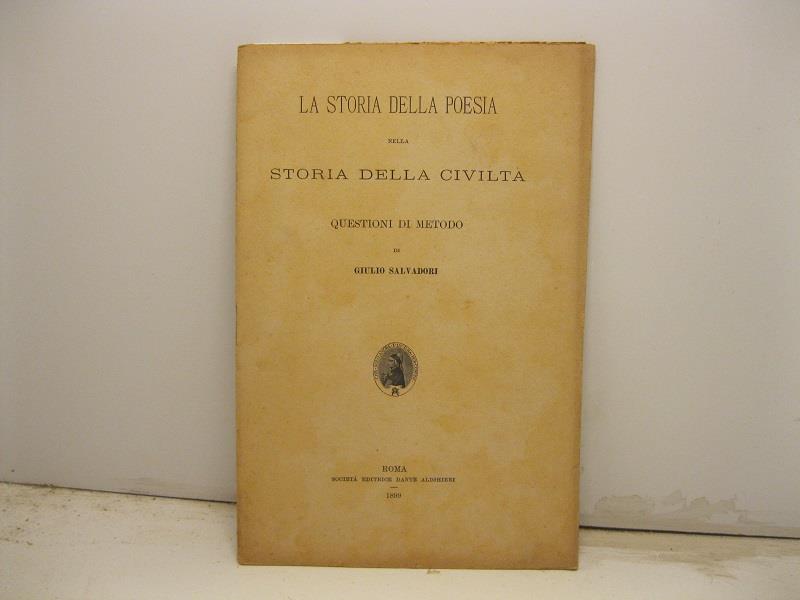 LA STORIA DELLA POESIA
NELLA
STORIA DELLA CIVILTÀ
QUESTIONI DI METODO
DI
GIULIO SALVADORI
ROMA
SOCIETÀ EDITRICE DANTE ALIGHIERI
1899